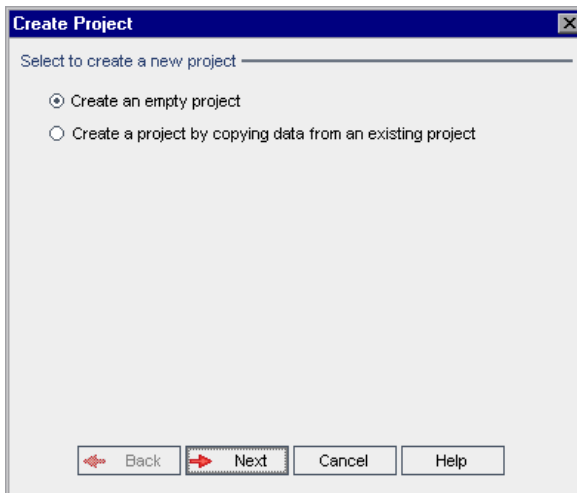 Create Project
Select to create a new project
Create an empty project
Create a project by copying data from an existing project
Back Next Cancel Help